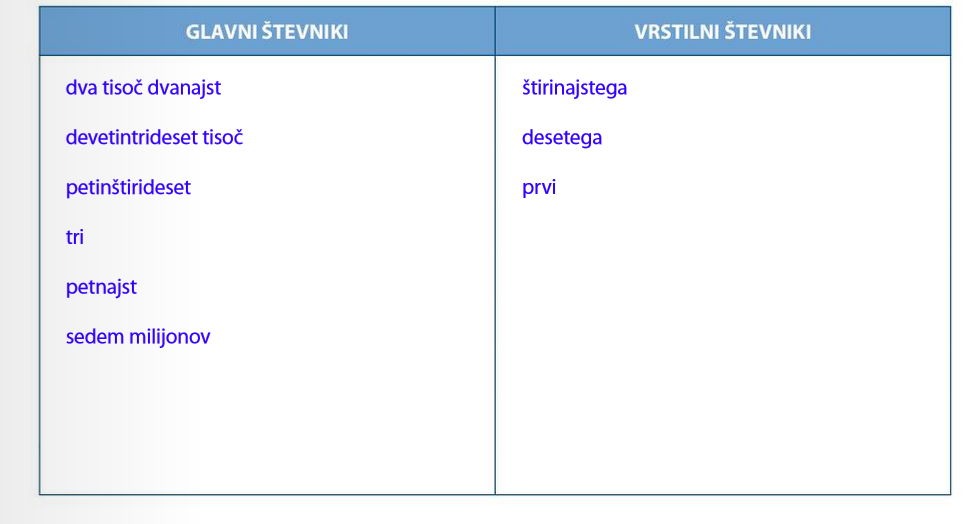 GLAVNI ŠTEVNIKI
VRSTILNI ŠTEVNIKI
dva tisoč dvanajst
štirinajstega
devetintrideset tisoč
desetega
petinštirideset
prvi
tri
petnajst
sedem milijonov